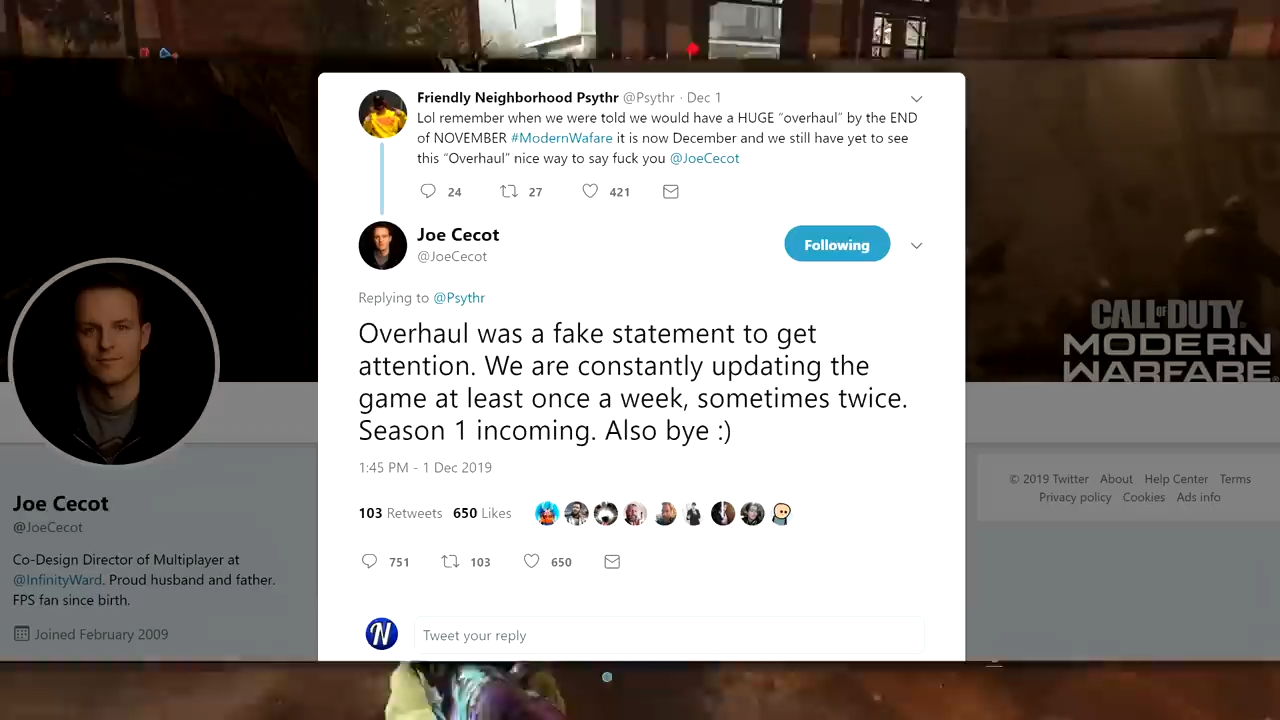 Friendly Neighborhood Psythr @Psythr · Dec 1
Lol remember when we were told we would have a HUGE “overhaul” by the END
of NOVEMBER #ModernWafare it is now December and we still have yet to see
this “Overhaul” nice way to say fuck you @JoeCecot
24 27 421
Joe Cecot
@JoeCecot
Following
Replying to @Psythr
Overhaul was a fake statement to get
attention. We are constantly updating the
game at least once a week, sometimes twice.
Season 1 incoming. Also bye :)
1:45 PM - 1 Dec 2019
103 Retweets 650 Likes
751 103 650
N
Tweet your reply
Joe Cecot
@JoeCecot
Co-Design Director of Multiplayer at
@InfinityWard. Proud husband and father.
FPS fan since birth.
Joined February 2009
CALL OF DUTY
MODERN
WARFARE
© 2019 Twitter About Help Center Terms
Privacy policy Cookies Ads info